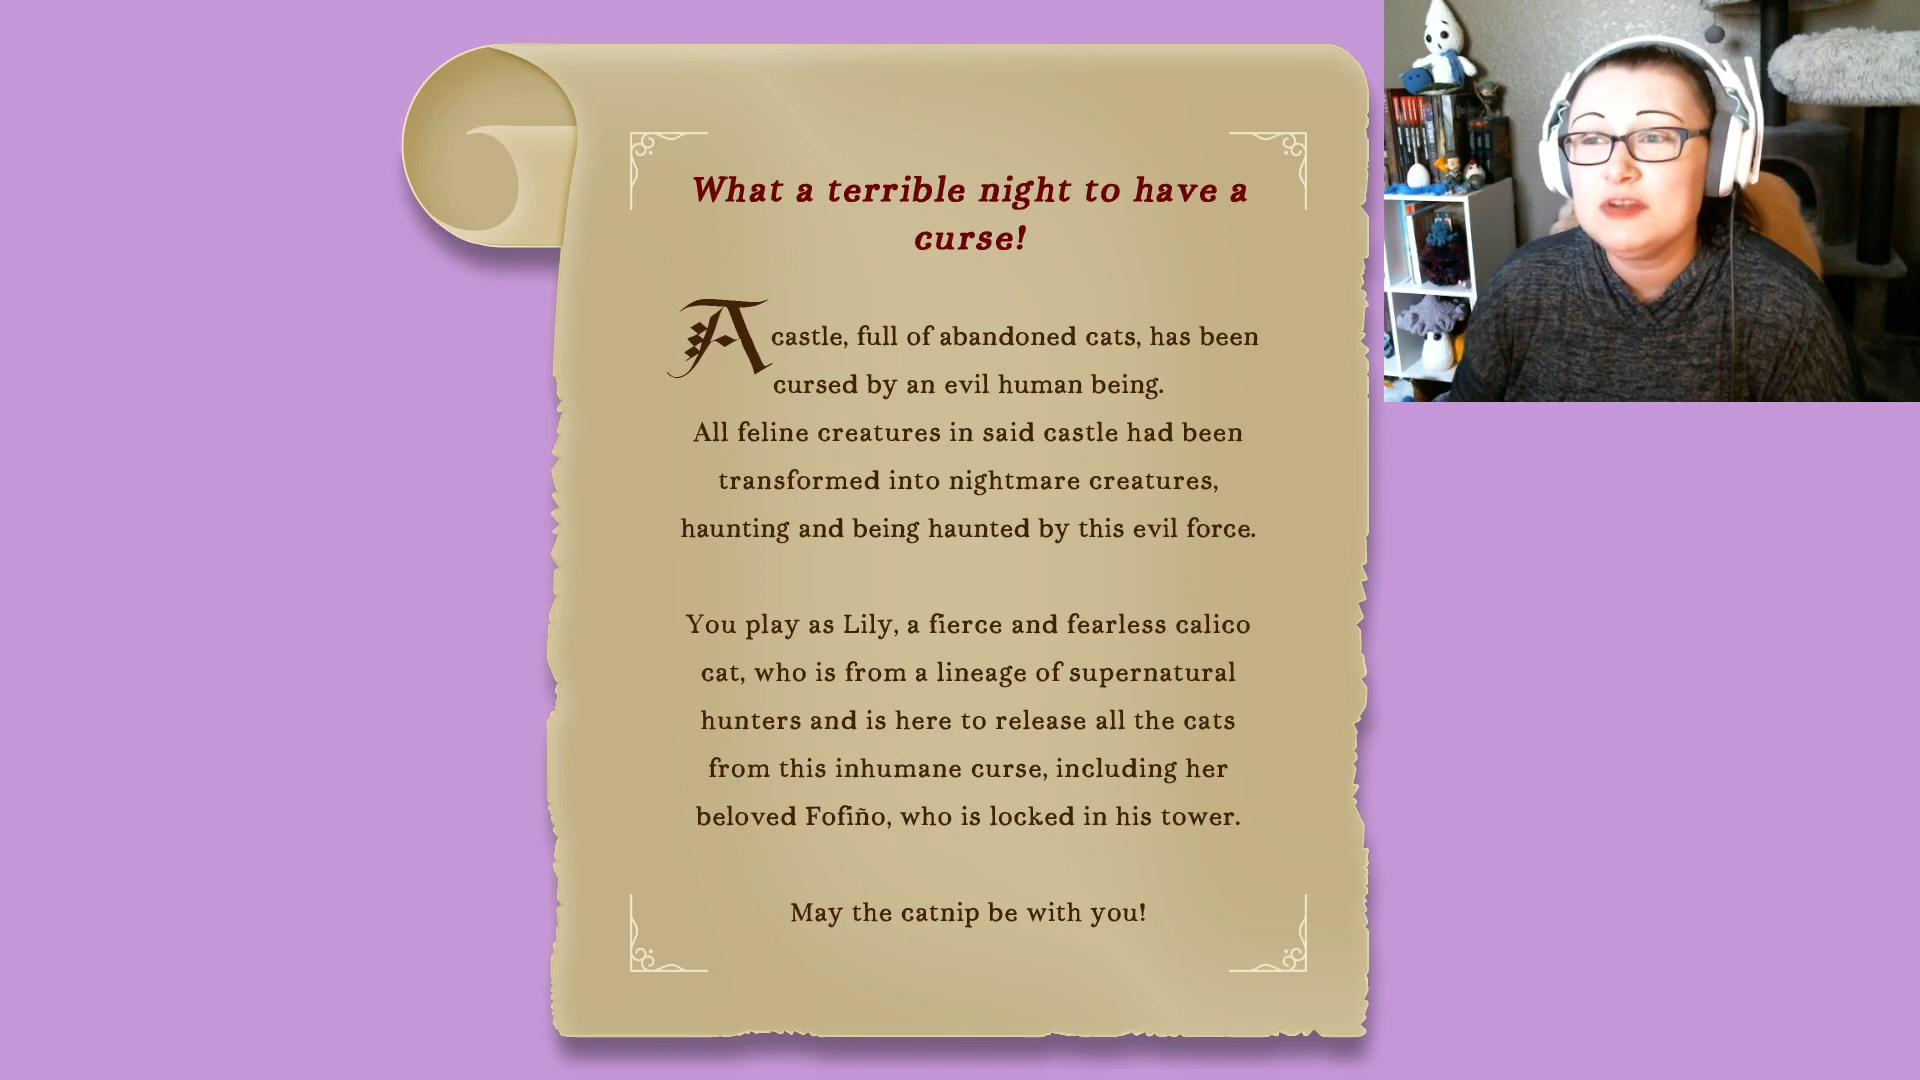 What a terrible night to have a
curse!
A castle, full of abandoned cats, has been
cursed by an evil human being.
All feline creatures in said castle had been
transformed into nightmare creatures,
haunting and being haunted by this evil force.
You play as Lily, a fierce and fearless calico
cat, who is from a lineage of supernatural
hunters and is here to release all the cats
from this inhumane curse, including her
beloved Fofiño, who is locked in his tower.
May the catnip be with you!